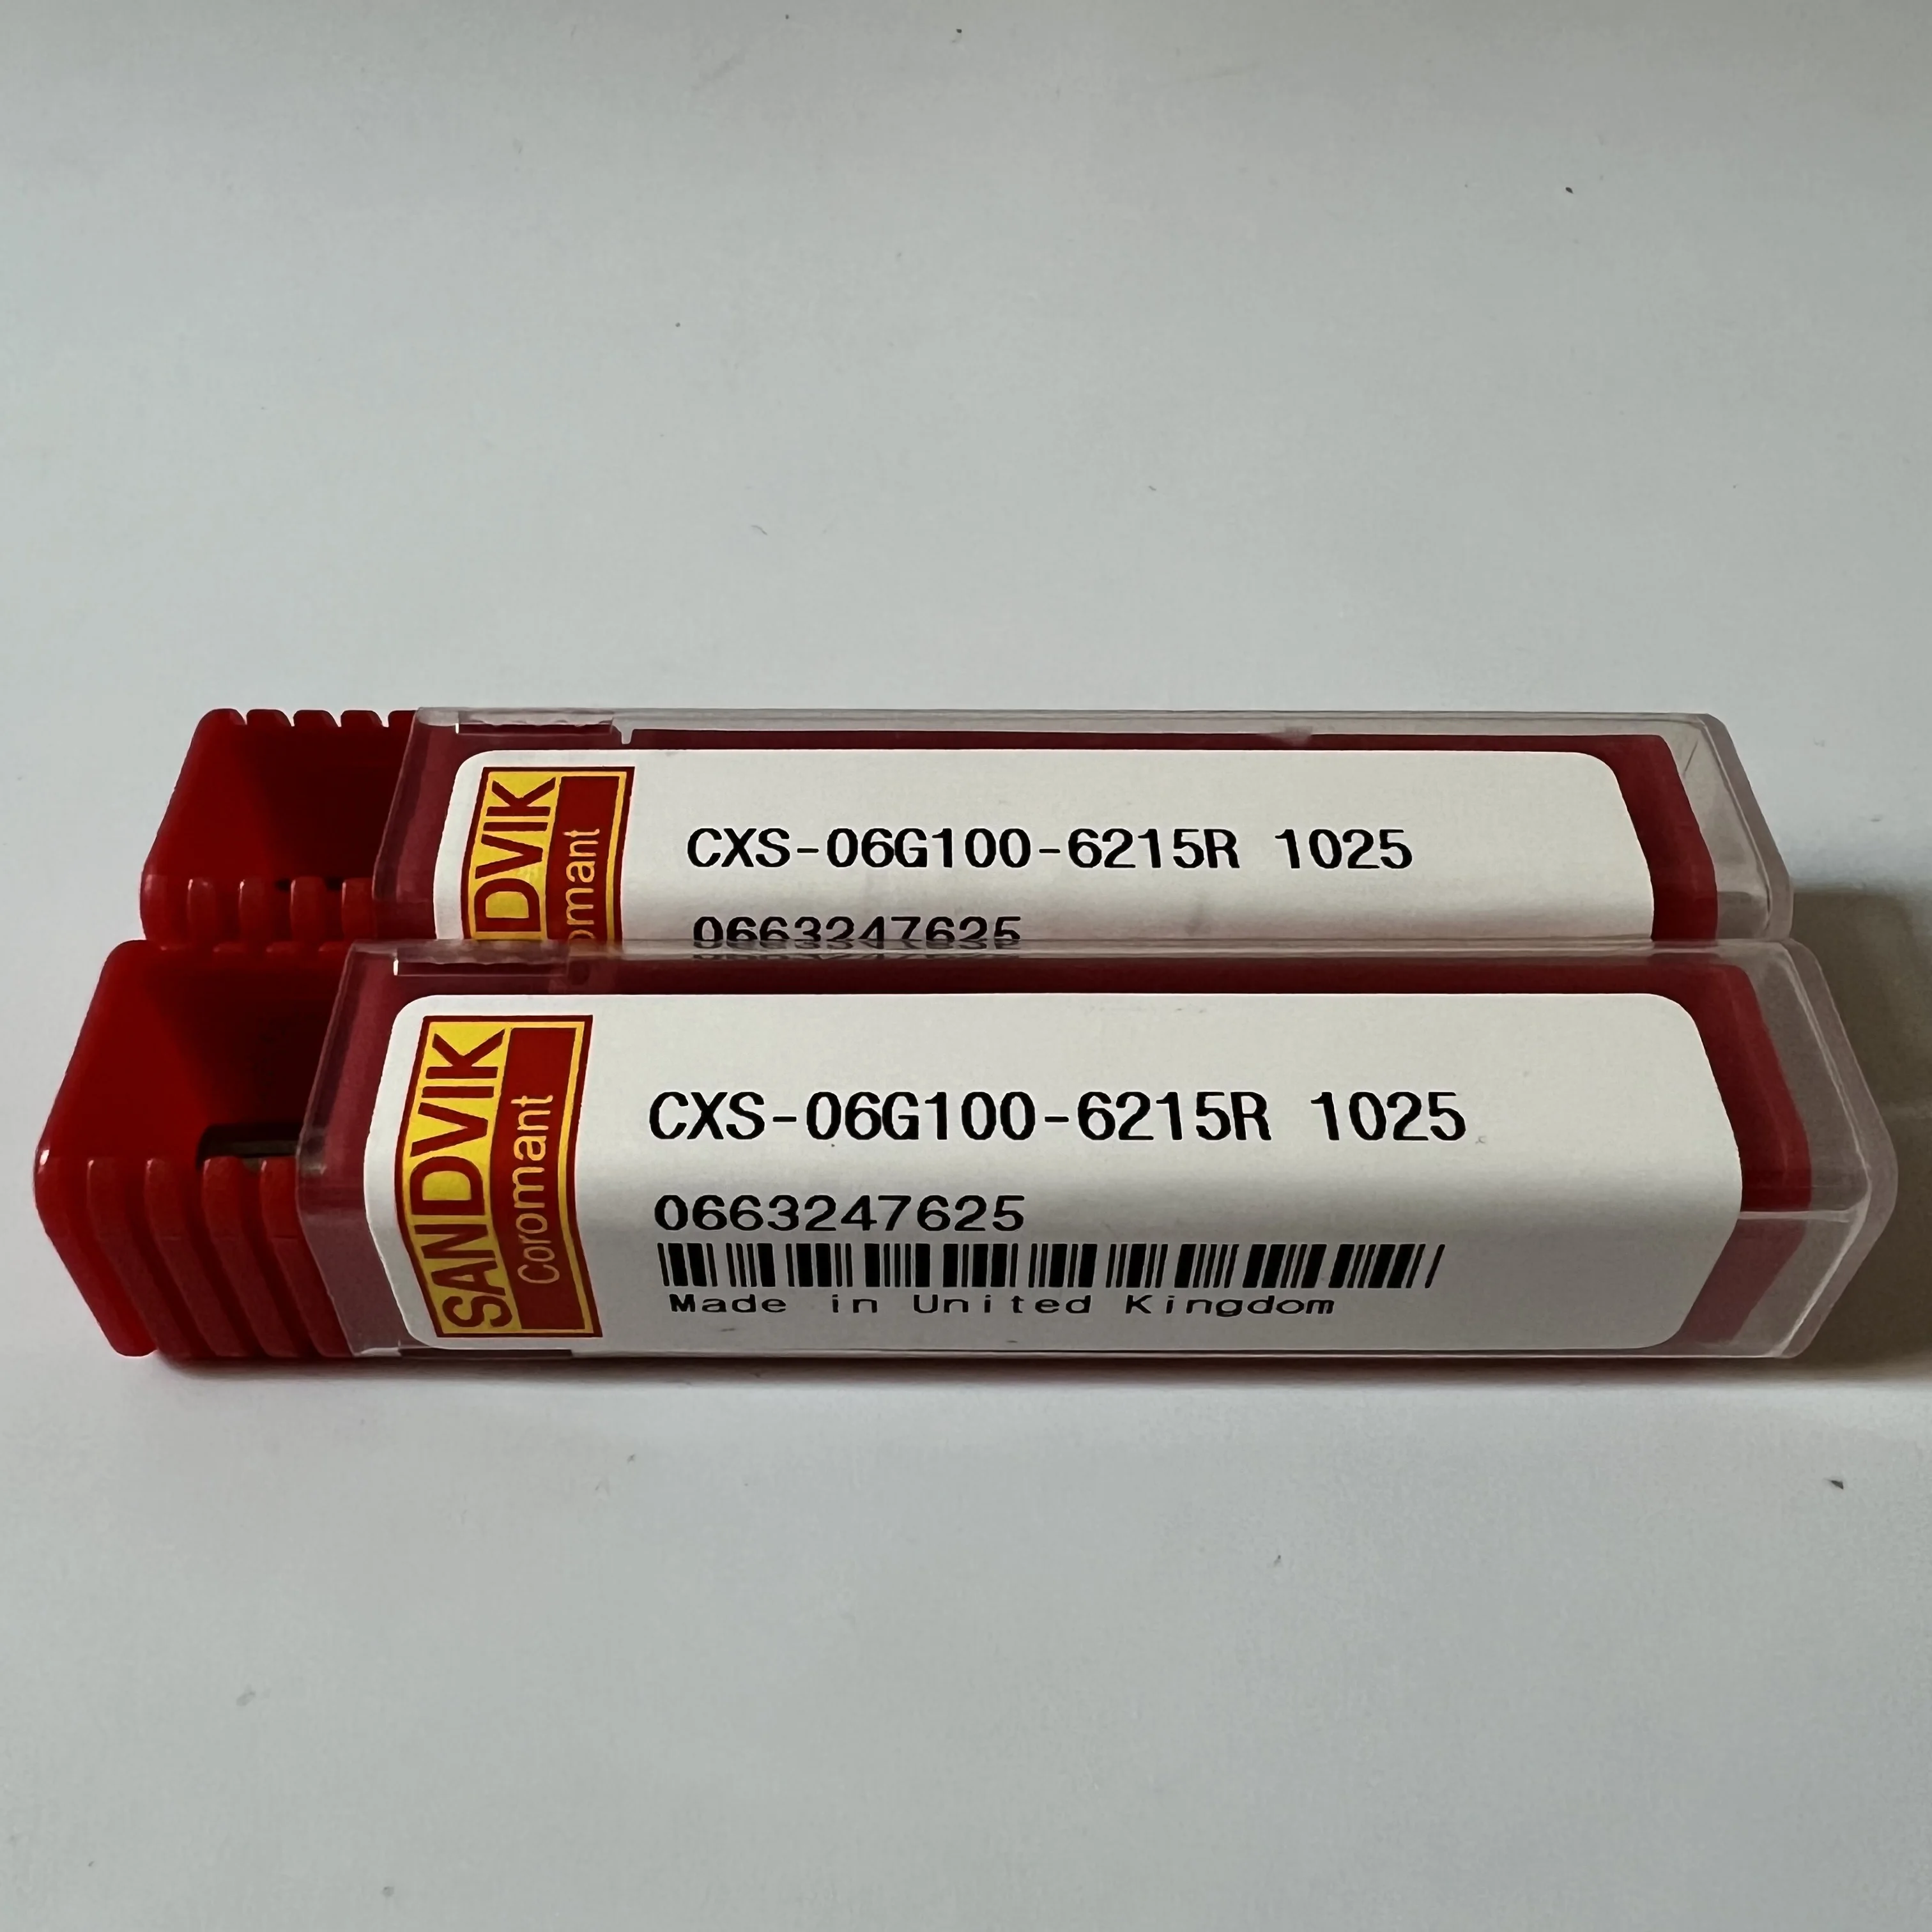 SANDVIK
Coromant
CXS-06G100-6215R 1025
0663247625
SANDVIK
Coromant
CXS-06G100-6215R 1025
0663247625
Made in United Kingdom